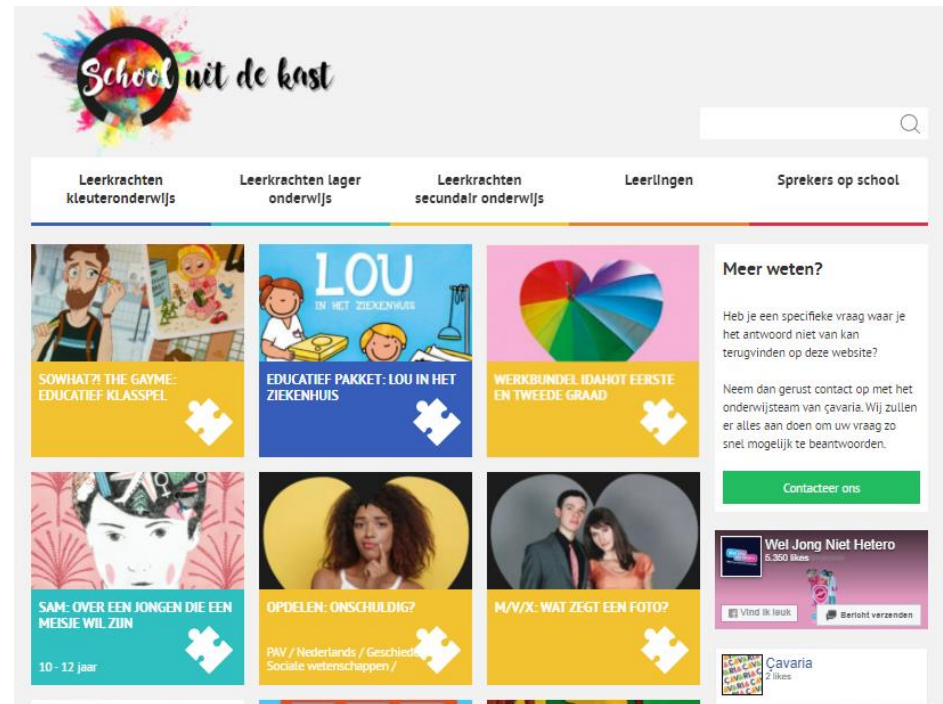 School uit de kast
Leerkrachten
kleuteronderwijs
Leerkrachten lager
onderwijs
Leerkrachten
secundair onderwijs
Leerlingen
Sprekers op school
LOU
IN HET ZIEKENHUIS
SOWHAT?! THE GAYME:
EDUCATIEF KLASSPEL
EDUCATIEF PAKKET: LOU IN HET
ZIEKENHUIS
WERKBUNDEL IDAHOT EERSTE
EN TWEEDE GRAAD
SAM: OVER EEN JONGEN DIE EEN
MEISJE WIL ZIJN
10 - 12 jaar
OPDELEN: ONSCHULDIG?
PAV / Nederlands /
Sociale wetenschappen /
M/V/X: WAT ZEGT EEN FOTO?
Meer weten?
Heb je een specifieke vraag waar je
het antwoord niet van kan
terugvinden op deze website?
Neem dan gerust contact op met het
onderwijsteam van çavaria. Wij zullen
er alles aan doen om uw vraag zo
snel mogelijk te beantwoorden.
Contacteer ons
Wel Jong Niet Hetero
5.350 likes
Vind ik leuk
Bericht verzenden
Çavaria
2 likes